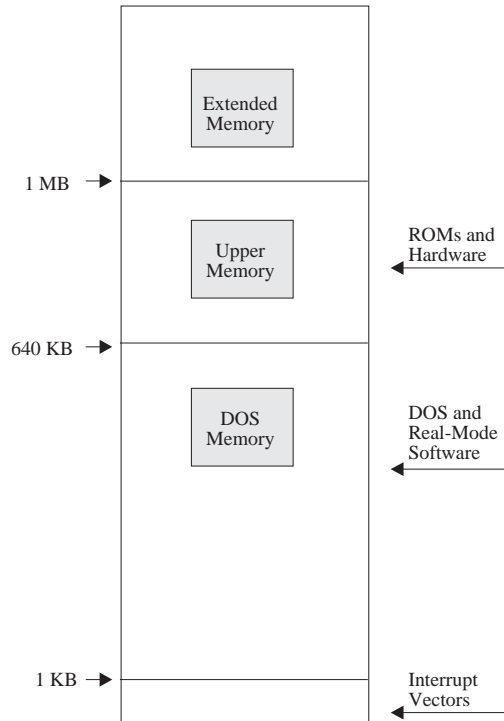 Extended
Memory
1 MB
Upper
Memory
ROMs and
Hardware
640 KB
DOS
Memory
DOS and
Real-Mode
Software
1 KB
Interrupt
Vectors